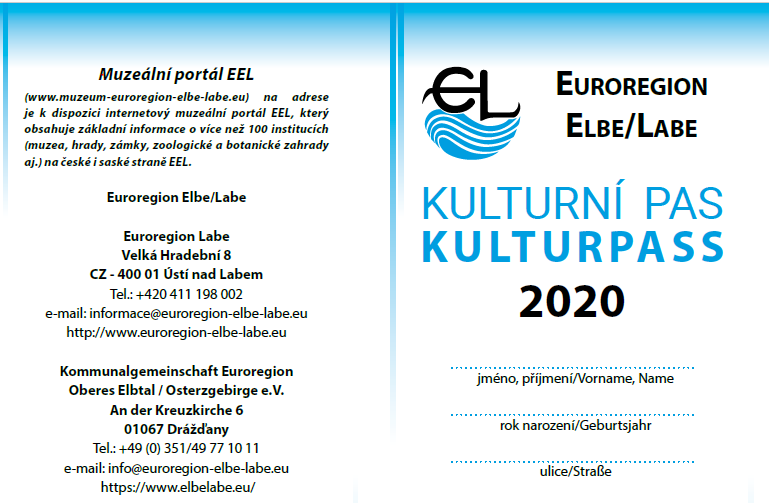 Muzeální portál EEL
(www.muzeum-euroregion-elbe-labe.eu) na adrese
je k dispozici internetový muzeální portál EEL, který
obsahuje základní informace o více než 100 institucích
(muzea, hrady, zámky, zoologické a botanické zahrady
aj.) na české i saské straně EEL.
Euroregion Elbe/Labe
Euroregion Labe
Velká Hradební 8
CZ - 400 01 Ústí nad Labem
Tel.: +420 411 198 002
e-mail: informace@euroregion-elbe-labe.eu
http://www.euroregion-elbe-labe.eu
Kommunalgemeinschaft Euroregion
Oberes Elbtal / Osterzgebirge e.V.
An der Kreuzkirche 6
01067 Drážďany
Tel.: +49 (0) 351/49 77 10 11
e-mail: info@euroregion-elbe-labe.eu
https://www.elbelabe.eu/
EL
EUROREGION
ELBE/LABE
KULTURNÍ PAS
KULTURPASS
2020
jméno, příjmení/Vorname, Name
rok narození/Geburtsjahr
ulice/Straße